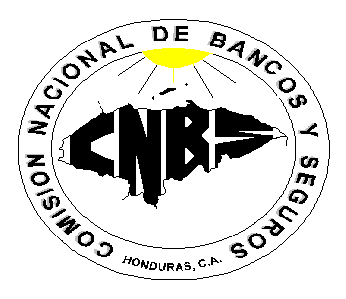 COMISION NACIONAL DE BANCOS Y SEGUROS
CNBS
HONDURAS, C.A.